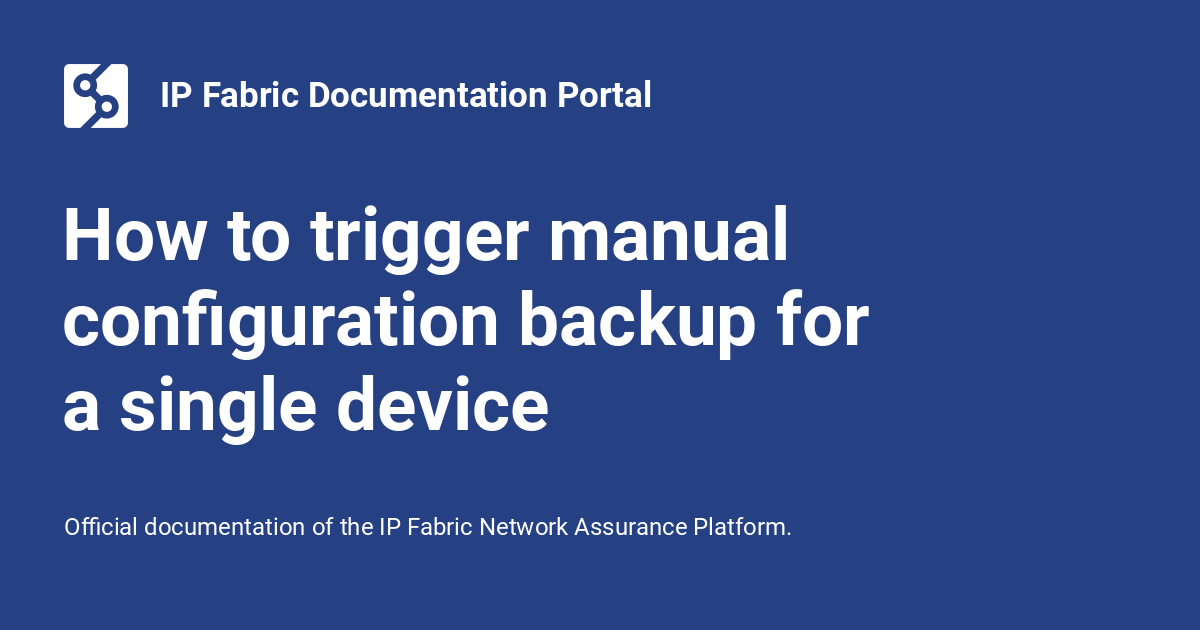 IP Fabric Documentation Portal
How to trigger manual
configuration backup for
a single device
Official documentation of the IP Fabric Network Assurance Platform.